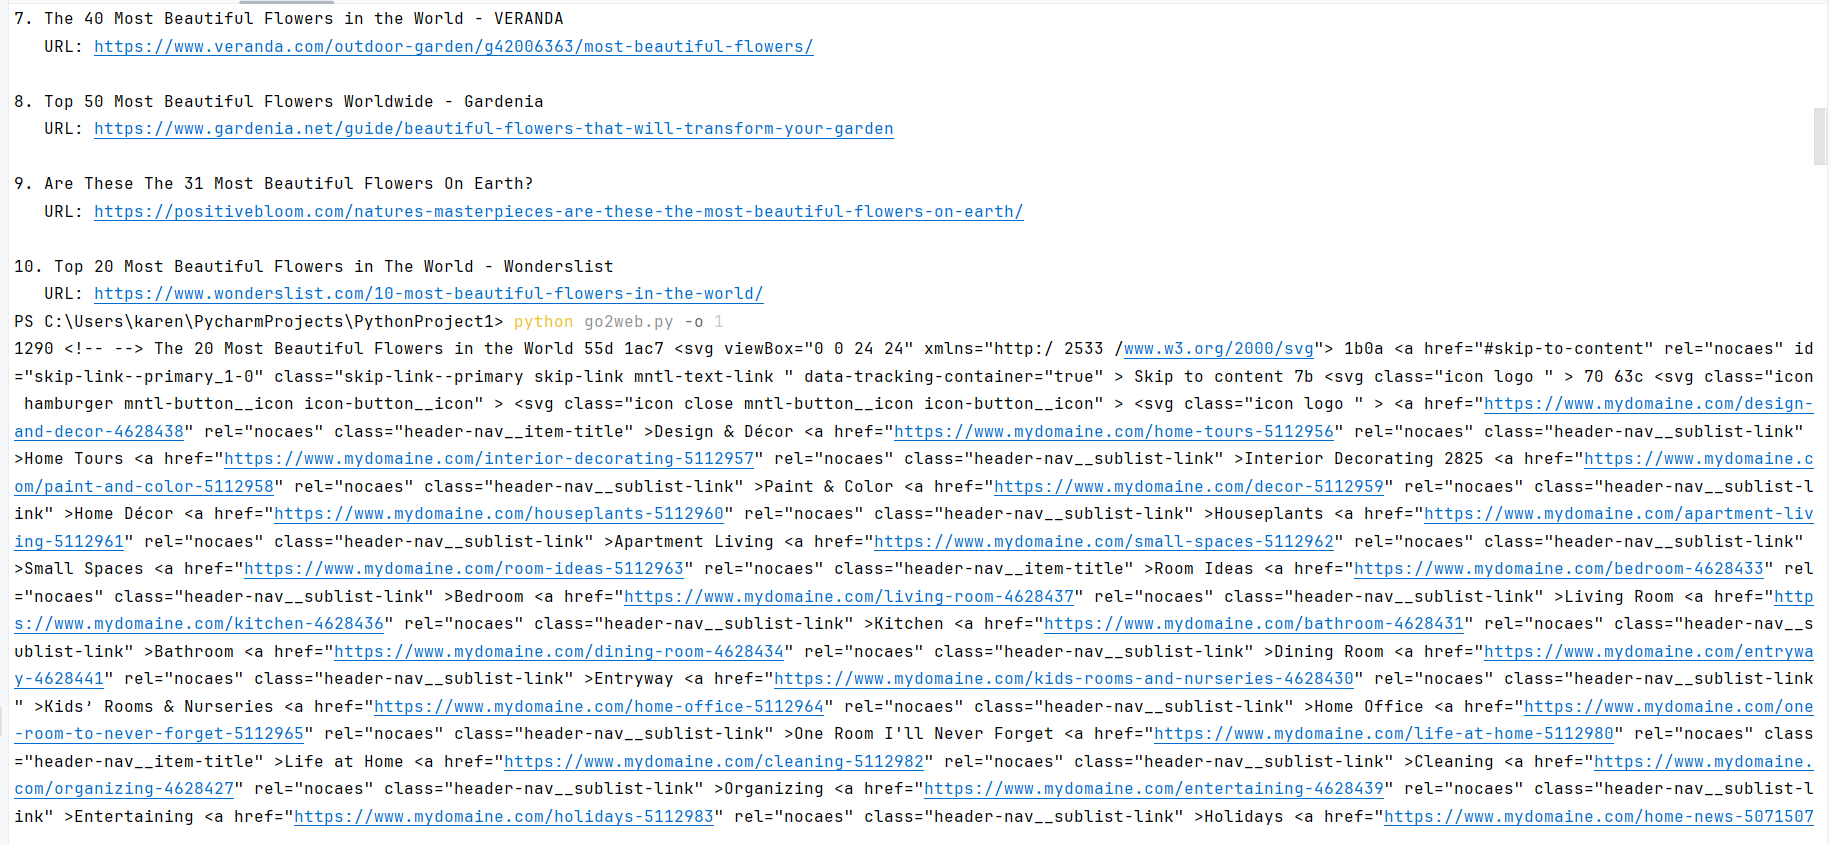 7. The 40 Most Beautiful Flowers in the World - VERANDA
URL: https://www.veranda.com/outdoor-garden/g42006363/most-beautiful-flowers/
8. Top 50 Most Beautiful Flowers Worldwide - Gardenia
URL: https://www.gardenia.net/guide/beautiful-flowers-that-will-transform-your-garden
9. Are These The 31 Most Beautiful Flowers On Earth?
URL: https://positivebloom.com/natures-masterpieces-are-these-the-most-beautiful-flowers-on-earth/
10. Top 20 Most Beautiful Flowers in The World - Wonderslist
URL: https://www.wonderslist.com/10-most-beautiful-flowers-in-the-world/
PS C:\Users\karen\PycharmProjects\PythonProject1> python go2web.py -o 1
1290 <!-- --> The 20 Most Beautiful Flowers in the World 55d 1ac7 <svg viewBox="0 0 24 24" xmlns="http:/ 2533 /www.w3.org/2000/svg"> 1b0a <a href="#skip-to-content" rel="nocaes" id
="skip-link--primary_1-0" class="skip-link--primary skip-link mntl-text-link " data-tracking-container="true" > Skip to content 7b <svg class="icon logo " > 70 63c <svg class="icon
hamburger mntl-button__icon icon-button__icon" > <svg class="icon close mntl-button__icon icon-button__icon" > <svg class="icon logo " > <a href="https://www.mydomaine.com/design-
and-decor-4628438" rel="nocaes" class="header-nav__item-title" >Design & Décor <a href="https://www.mydomaine.com/home-tours-5112956" rel="nocaes" class="header-nav__sublist-link"
>Home Tours <a href="https://www.mydomaine.com/interior-decorating-5112957" rel="nocaes" class="header-nav__sublist-link" >Interior Decorating 2825 <a href="https://www.mydomaine.c
om/paint-and-color-5112958" rel="nocaes" class="header-nav__sublist-link" >Paint & Color <a href="https://www.mydomaine.com/decor-5112959" rel="nocaes" class="header-nav__sublist-l
ink" >Home Décor <a href="https://www.mydomaine.com/houseplants-5112960" rel="nocaes" class="header-nav__sublist-link" >Houseplants <a href="https://www.mydomaine.com/apartment-liv
ing-5112961" rel="nocaes" class="header-nav__sublist-link" >Apartment Living <a href="https://www.mydomaine.com/small-spaces-5112962" rel="nocaes" class="header-nav__sublist-link"
>Small Spaces <a href="https://www.mydomaine.com/room-ideas-5112963" rel="nocaes" class="header-nav__item-title" >Room Ideas <a href="https://www.mydomaine.com/bedroom-4628433" rel
="nocaes" class="header-nav__sublist-link" >Bedroom <a href="https://www.mydomaine.com/living-room-4628437" rel="nocaes" class="header-nav__sublist-link" >Living Room <a href="http
s://www.mydomaine.com/kitchen-4628436" rel="nocaes" class="header-nav__sublist-link" >Kitchen <a href="https://www.mydomaine.com/bathroom-4628431" rel="nocaes" class="header-nav__s
ublist-link" >Bathroom <a href="https://www.mydomaine.com/dining-room-4628434" rel="nocaes" class="header-nav__sublist-link" >Dining Room <a href="https://www.mydomaine.com/entrywa
y-4628441" rel="nocaes" class="header-nav__sublist-link" >Entryway <a href="https://www.mydomaine.com/kids-rooms-and-nurseries-4628430" rel="nocaes" class="header-nav__sublist-link
" >Kids’ Rooms & Nurseries <a href="https://www.mydomaine.com/home-office-5112964" rel="nocaes" class="header-nav__sublist-link" >Home Office <a href="https://www.mydomaine.com/one
-room-to-never-forget-5112965" rel="nocaes" class="header-nav__sublist-link" >One Room I'll Never Forget <a href="https://www.mydomaine.com/life-at-home-5112980" rel="nocaes" class
="header-nav__item-title" >Life at Home <a href="https://www.mydomaine.com/cleaning-5112982" rel="nocaes" class="header-nav__sublist-link" >Cleaning <a href="https://www.mydomaine.
com/organizing-4628427" rel="nocaes" class="header-nav__sublist-link" >Organizing <a href="https://www.mydomaine.com/entertaining-4628439" rel="nocaes" class="header-nav__sublist-l
ink" >Entertaining <a href="https://www.mydomaine.com/holidays-5112983" rel="nocaes" class="header-nav__sublist-link" >Holidays <a href="https://www.mydomaine.com/home-news-5071507